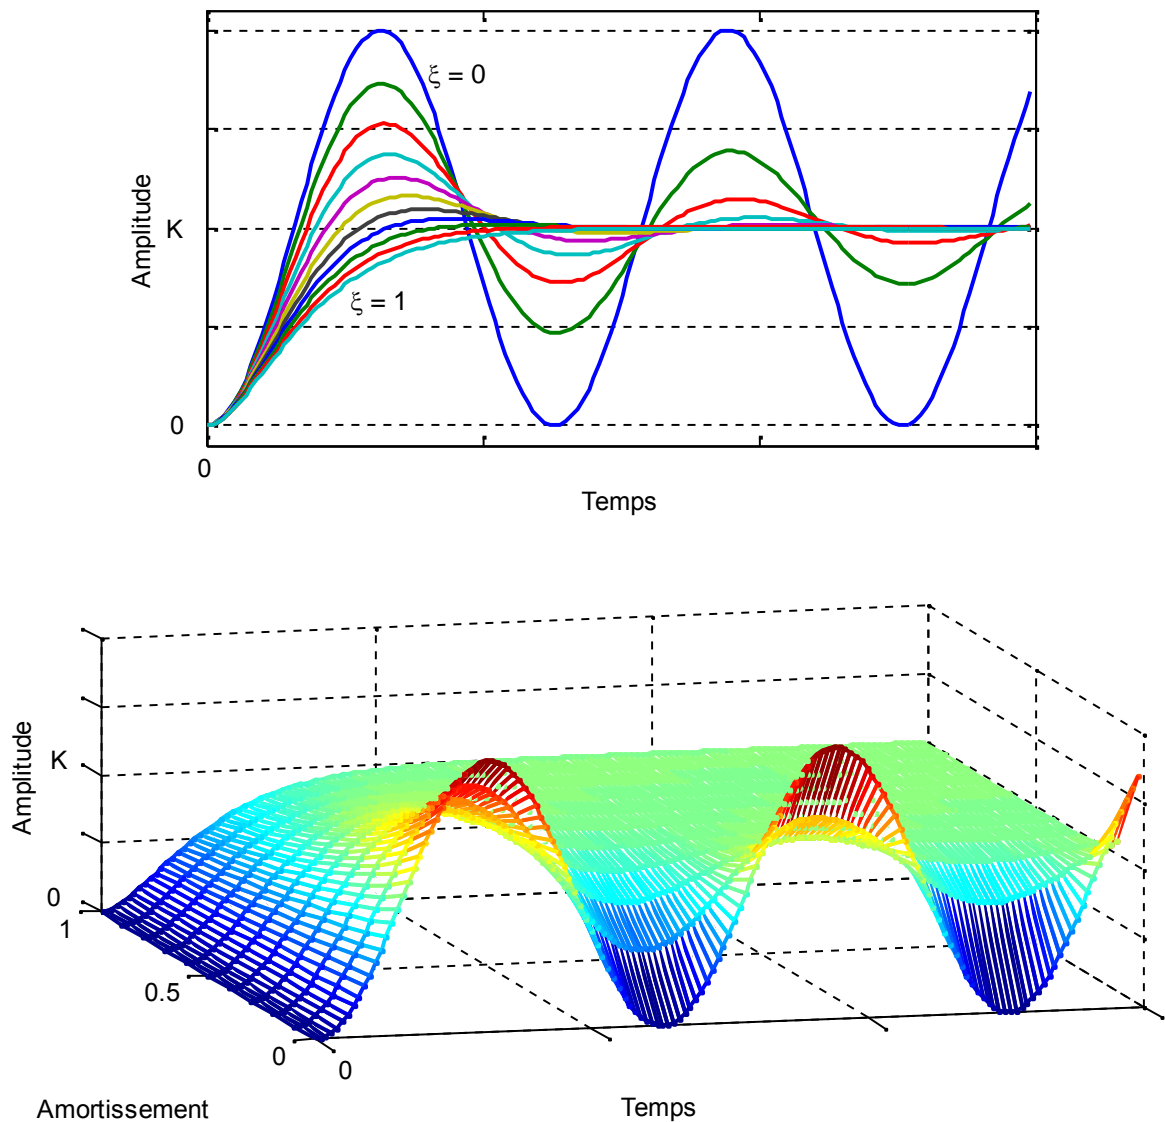 ξ = 0
Amplitude
K
ξ = 1
0
0
Temps
Amplitude
K
0
1
0.5
0
0
Amortissement
Temps